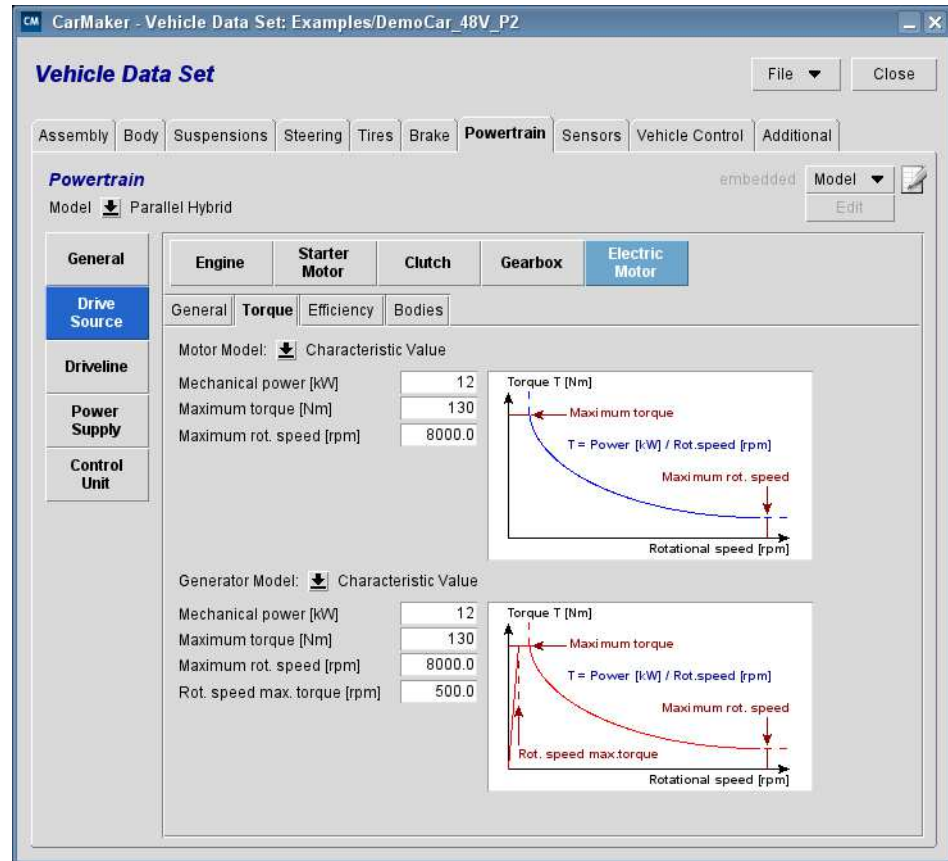 CM CarMaker - Vehicle Data Set: Examples/DemoCar_48V_P2
Vehicle Data Set
File
Close
Assembly Body Suspensions Steering Tires Brake Powertrain Sensors Vehicle Control Additional
Powertrain
embedded Model
Model Parallel Hybrid
Edit
General
Drive
Source
Driveline
Power
Supply
Control
Unit
Engine
Starter
Motor
Clutch
Gearbox
Electric
Motor
General Torque Efficiency Bodies
Motor Model: Characteristic Value
Mechanical power [kW] 12
Maximum torque [Nm] 130
Maximum rot. speed [rpm] 8000.0
Torque T [Nm]
Maximum torque
T = Power [kW] / Rot.speed [rpm]
Maximum rot. speed
Rotational speed [rpm]
Generator Model: Characteristic Value
Mechanical power [kW] 12
Maximum torque [Nm] 130
Maximum rot. speed [rpm] 8000.0
Rot. speed max. torque [rpm] 500.0
Torque T [Nm]
Maximum torque
T = Power [kW] / Rot.speed [rpm]
Maximum rot. speed
Rot. speed max.torque
Rotational speed [rpm]